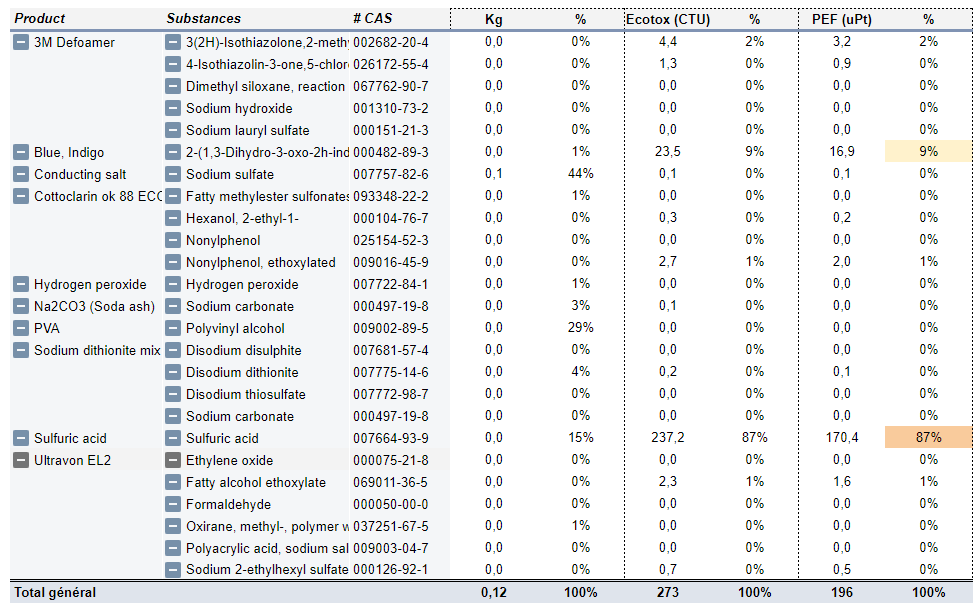 Product Substances # CAS Kg % Ecotox (CTU) % PEF (uPt) %
3M Defoamer 3(2H)-Isothiazolone,2-methy 002682-20-4 0,0 0% 4,4 2% 3,2 2%
4-Isothiazolin-3-one,5-chlor 026172-55-4 0,0 0% 1,3 0% 0,9 0%
Dimethyl siloxane, reaction 067762-90-7 0,0 0% 0,0 0% 0,0 0%
Sodium hydroxide 001310-73-2 0,0 0% 0,0 0% 0,0 0%
Sodium lauryl sulfate 000151-21-3 0,0 0% 0,0 0% 0,0 0%
Blue, Indigo 2-(1,3-Dihydro-3-oxo-2h-ind 000482-89-3 0,0 1% 23,5 9% 16,9 9%
Conducting salt Sodium sulfate 007757-82-6 0,1 44% 0,1 0% 0,1 0%
Cottoclarin ok 88 ECO Fatty methylester sulfonates 093348-22-2 0,0 1% 0,0 0% 0,0 0%
Hexanol, 2-ethyl-1- 000104-76-7 0,0 0% 0,3 0% 0,2 0%
Nonylphenol 025154-52-3 0,0 0% 0,0 0% 0,0 0%
Nonylphenol, ethoxylated 009016-45-9 0,0 0% 2,7 1% 2,0 1%
Hydrogen peroxide Hydrogen peroxide 007722-84-1 0,0 1% 0,0 0% 0,0 0%
Na2CO3 (Soda ash) Sodium carbonate 000497-19-8 0,0 3% 0,1 0% 0,0 0%
PVA Polyvinyl alcohol 009002-89-5 0,0 29% 0,0 0% 0,0 0%
Sodium dithionite mix Disodium disulphite 007681-57-4 0,0 0% 0,0 0% 0,0 0%
Disodium dithionite 007775-14-6 0,0 4% 0,2 0% 0,1 0%
Disodium thiosulfate 007772-98-7 0,0 0% 0,0 0% 0,0 0%
Sodium carbonate 000497-19-8 0,0 0% 0,0 0% 0,0 0%
Sulfuric acid Sulfuric acid 007664-93-9 0,0 15% 237,2 87% 170,4 87%
Ultravon EL2 Ethylene oxide 000075-21-8 0,0 0% 0,0 0% 0,0 0%
Fatty alcohol ethoxylate 069011-36-5 0,0 0% 2,3 1% 1,6 1%
Formaldehyde 000050-00-0 0,0 0% 0,0 0% 0,0 0%
Oxirane, methyl-, polymer w 037251-67-5 0,0 1% 0,0 0% 0,0 0%
Polyacrylic acid, sodium sal 009003-04-7 0,0 0% 0,0 0% 0,0 0%
Sodium 2-ethylhexyl sulfate 000126-92-1 0,0 0% 0,7 0% 0,5 0%
Total général 0,12 100% 273 100% 196 100%